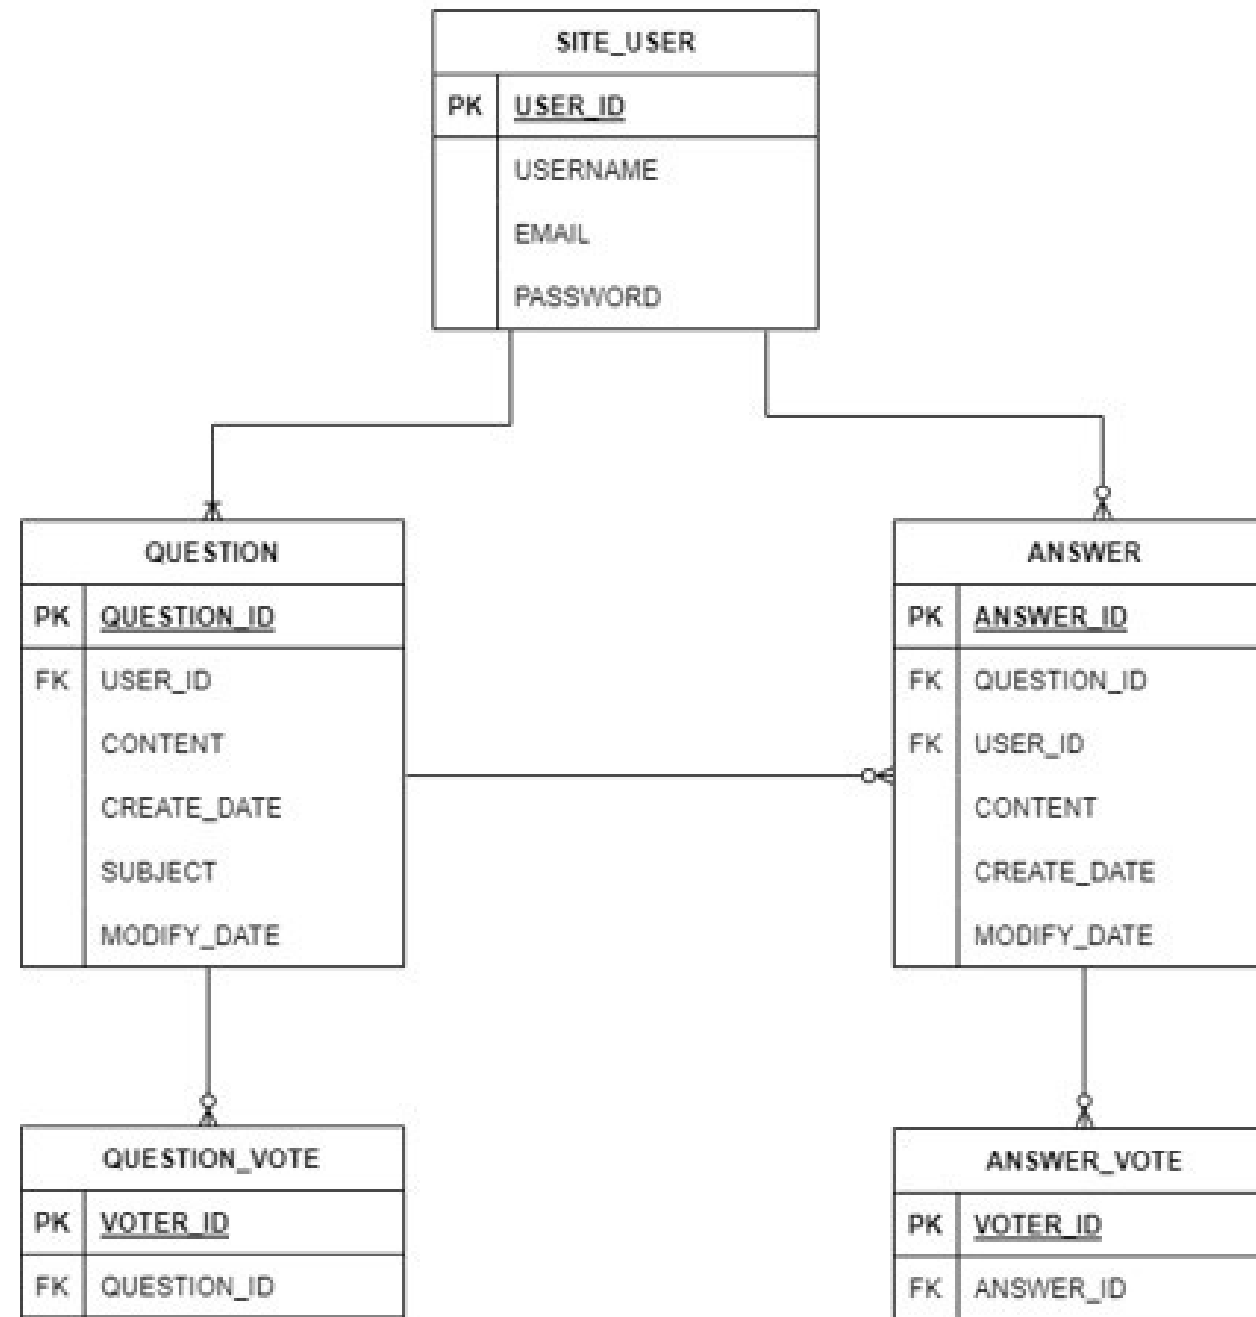 SITE_USER
PK USER_ID
USERNAME
EMAIL
PASSWORD
QUESTION
PK QUESTION_ID
FK USER_ID
CONTENT
CREATE_DATE
SUBJECT
MODIFY_DATE
ANSWER
PK ANSWER_ID
FK QUESTION_ID
FK USER_ID
CONTENT
CREATE_DATE
MODIFY_DATE
QUESTION_VOTE
PK VOTER_ID
FK QUESTION_ID
ANSWER_VOTE
PK VOTER_ID
FK ANSWER_ID